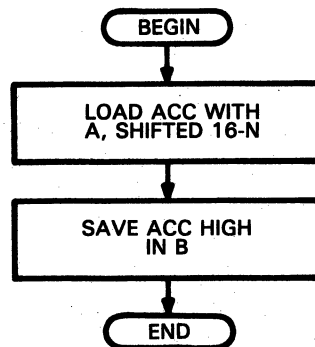 BEGIN
LOAD ACC WITH
A, SHIFTED 16-N
SAVE ACC HIGH
IN B
END